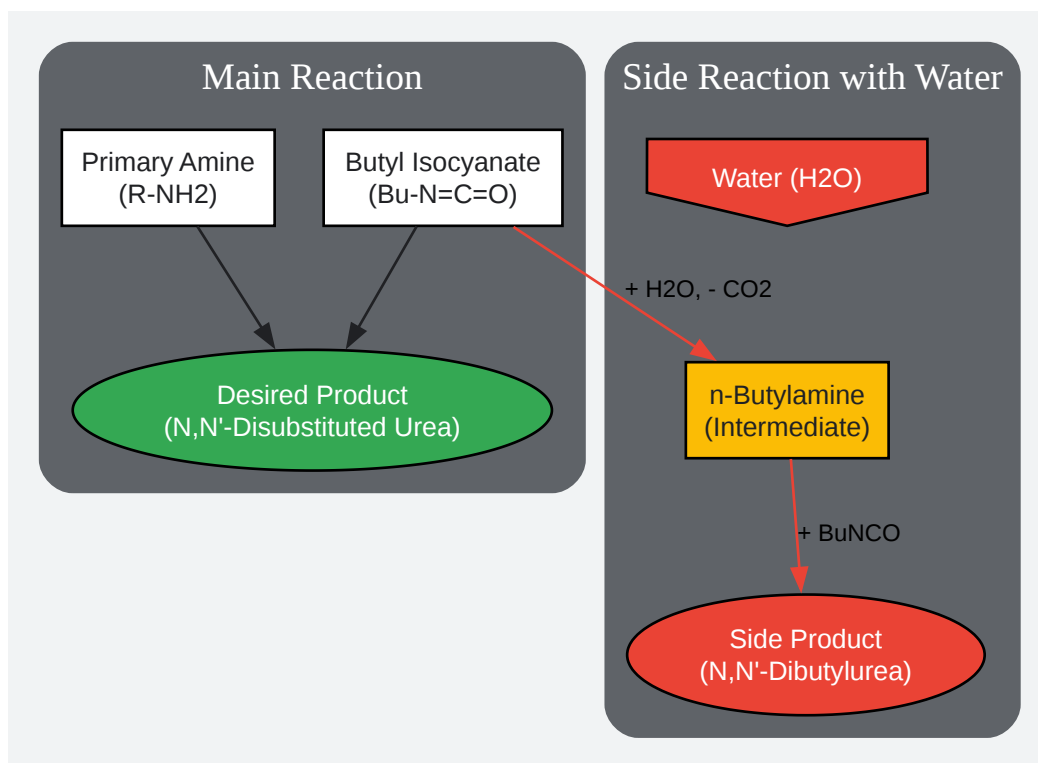 Main Reaction
Primary Amine
(R-NH2)
Butyl Isocyanate
(Bu-N=C=O)
Desired Product
(N,N'-Disubstituted Urea)
Side Reaction with Water
Water (H2O)
+ H2O, - CO2
n-Butylamine
(Intermediate)
+ BuNCO
Side Product
(N,N'-Dibutylurea)